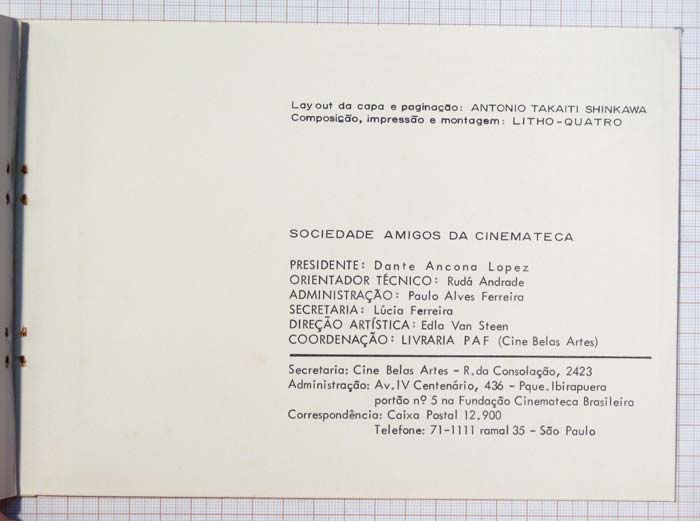 Layout da capa e paginação: ANTONIO TAKAITI SHINKAWA
Composição, impressão e montagem: LITHO-QUATRO
SOCIEDADE AMIGOS DA CINEMATECA
PRESIDENTE: Dante Ancona Lopez
ORIENTADOR TÉCNICO: Rudá Andrade
ADMINISTRAÇÃO: Paulo Alves Ferreira
SECRETARIA: Lúcia Ferreira
DIREÇÃO ARTÍSTICA: Edla Van Steen
COORDENAÇÃO: LIVRARIA PAF (Cine Belas Artes)
Secretaria: Cine Belas Artes - R. da Consolação, 2423
Administração: Av. IV Centenário, 436 - Pque. Ibirapuera
portão nº 5 na Fundação Cinemateca Brasileira
Correspondência: Caixa Postal 12.900
Telefone: 71-1111 ramal 35 - São Paulo